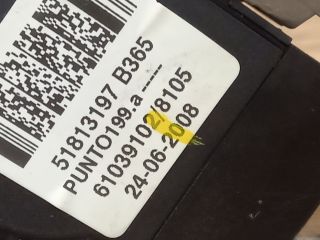 51813197 B365
PUNTO199.a ----
61039102/8105
24-06-2008